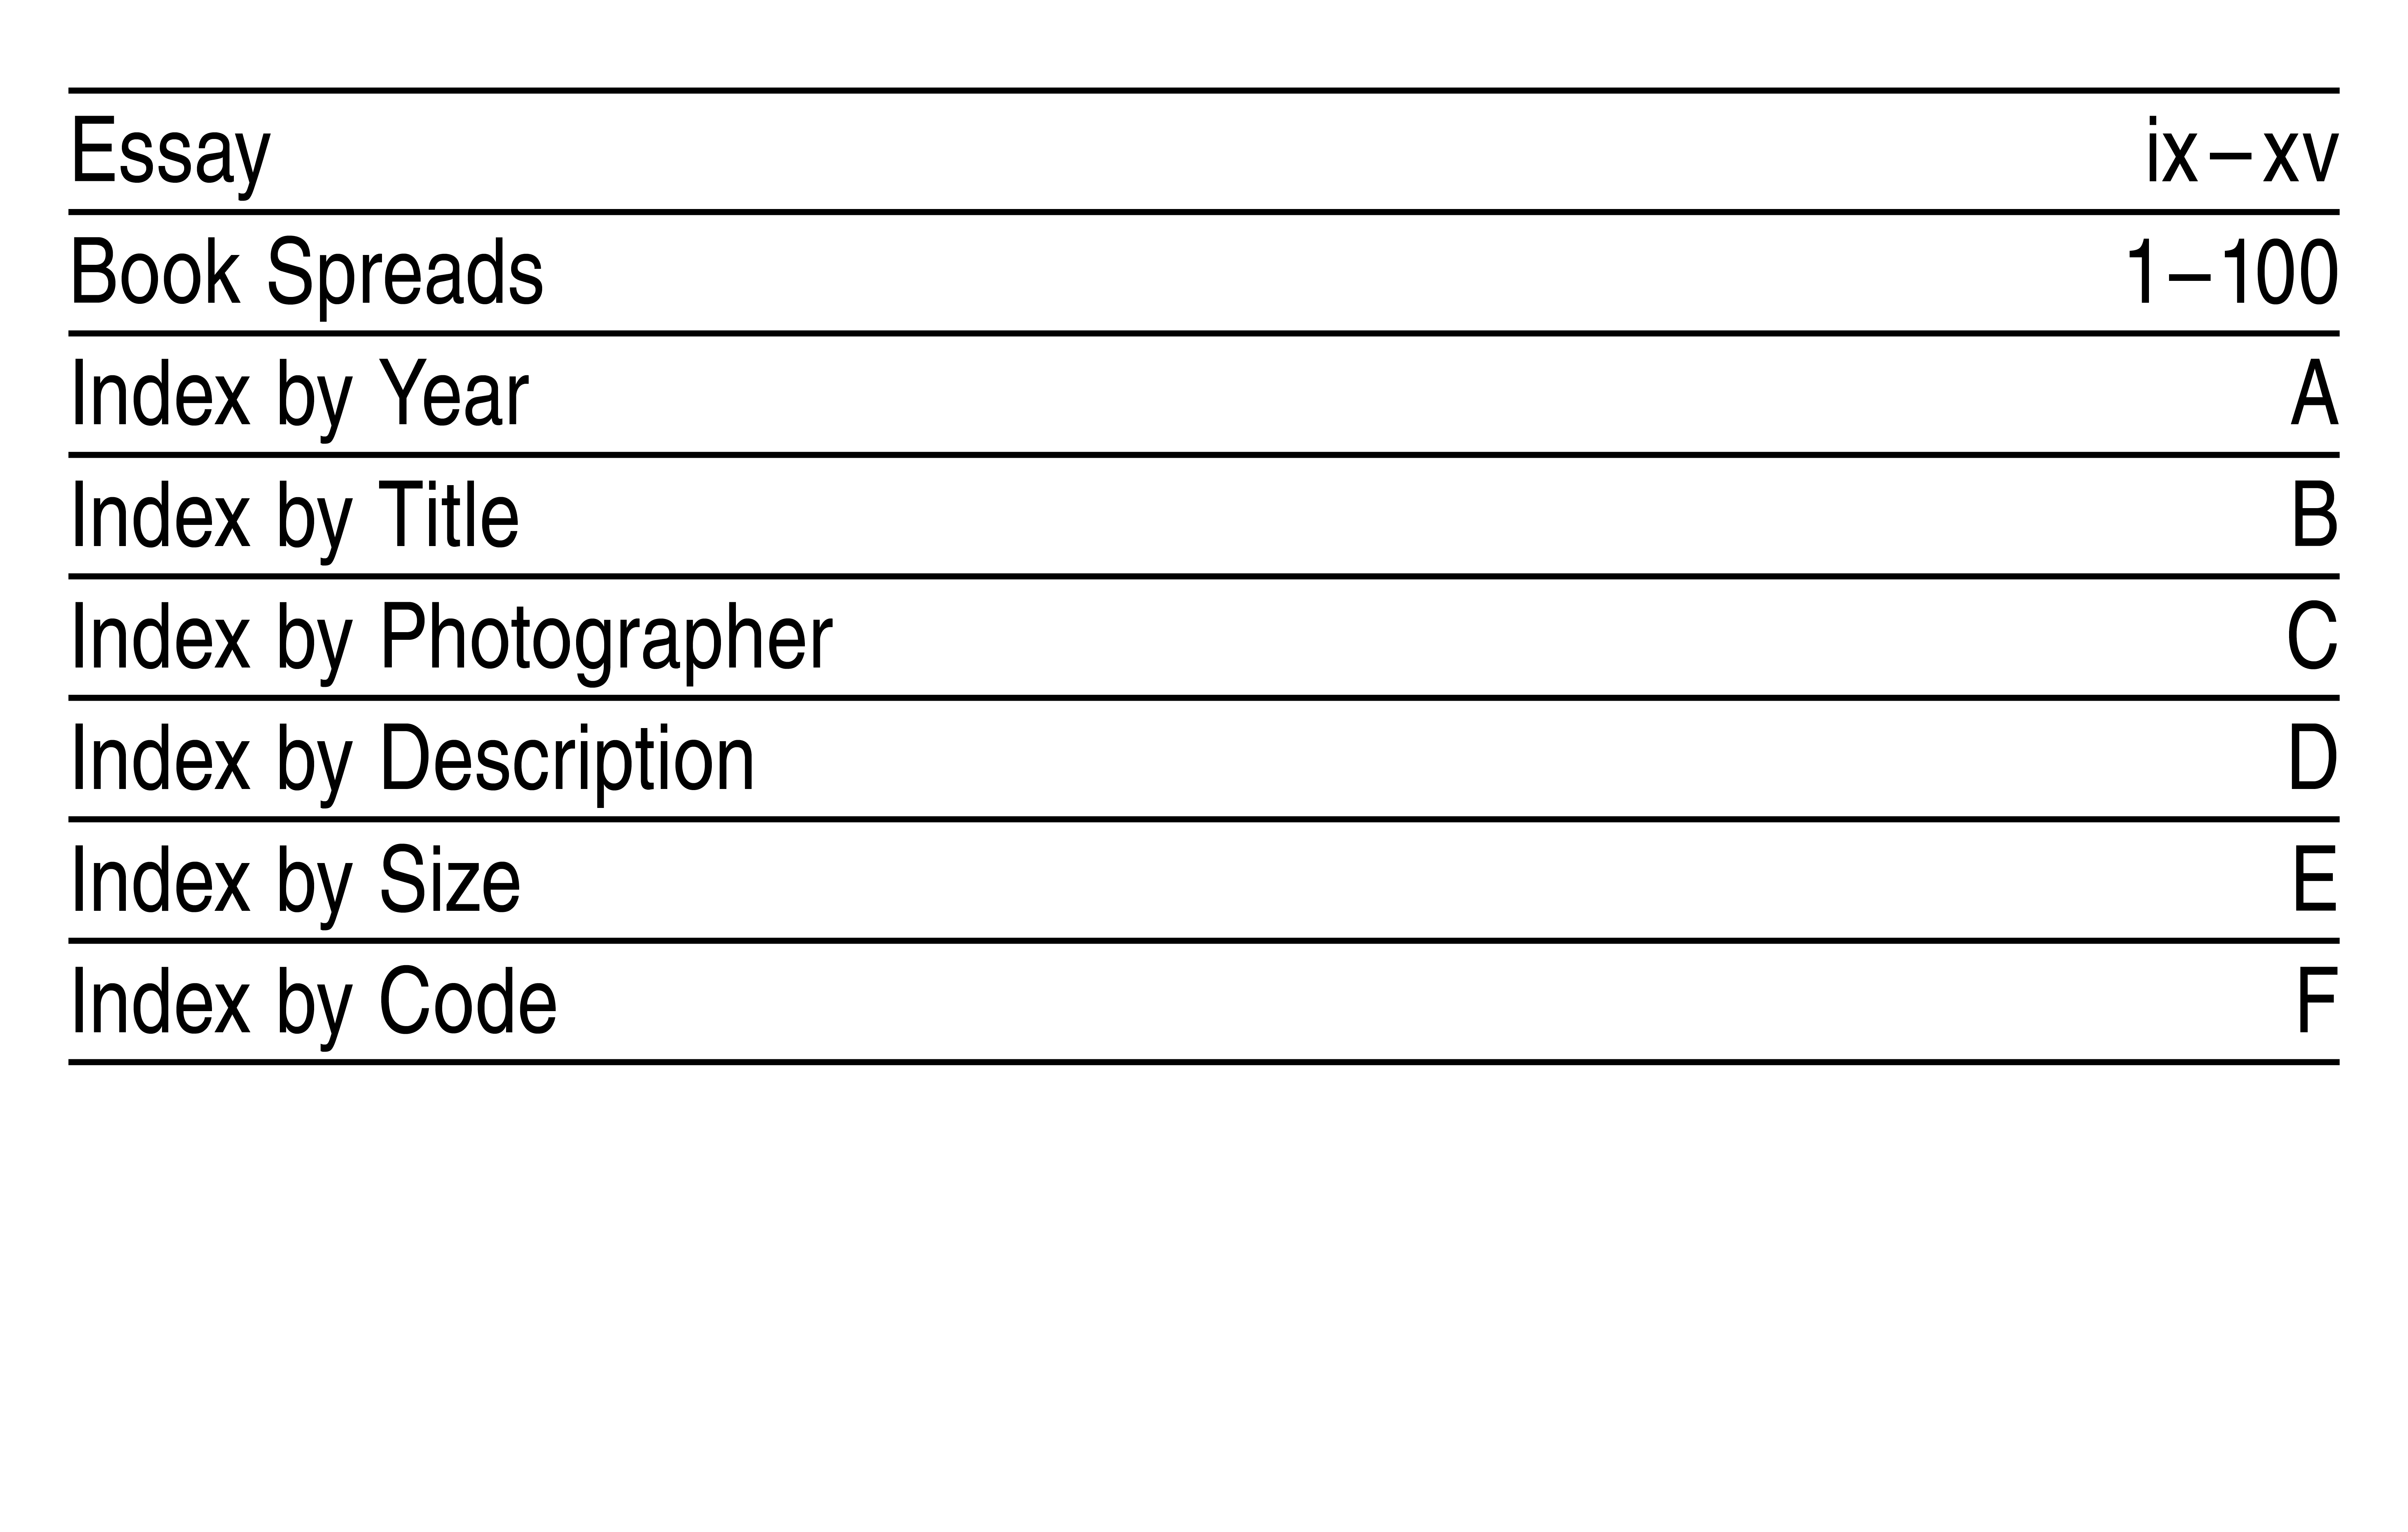 Essay ix – xv
Book Spreads 1 – 100
Index by Year A
Index by Title B
Index by Photographer C
Index by Description D
Index by Size E
Index by Code F